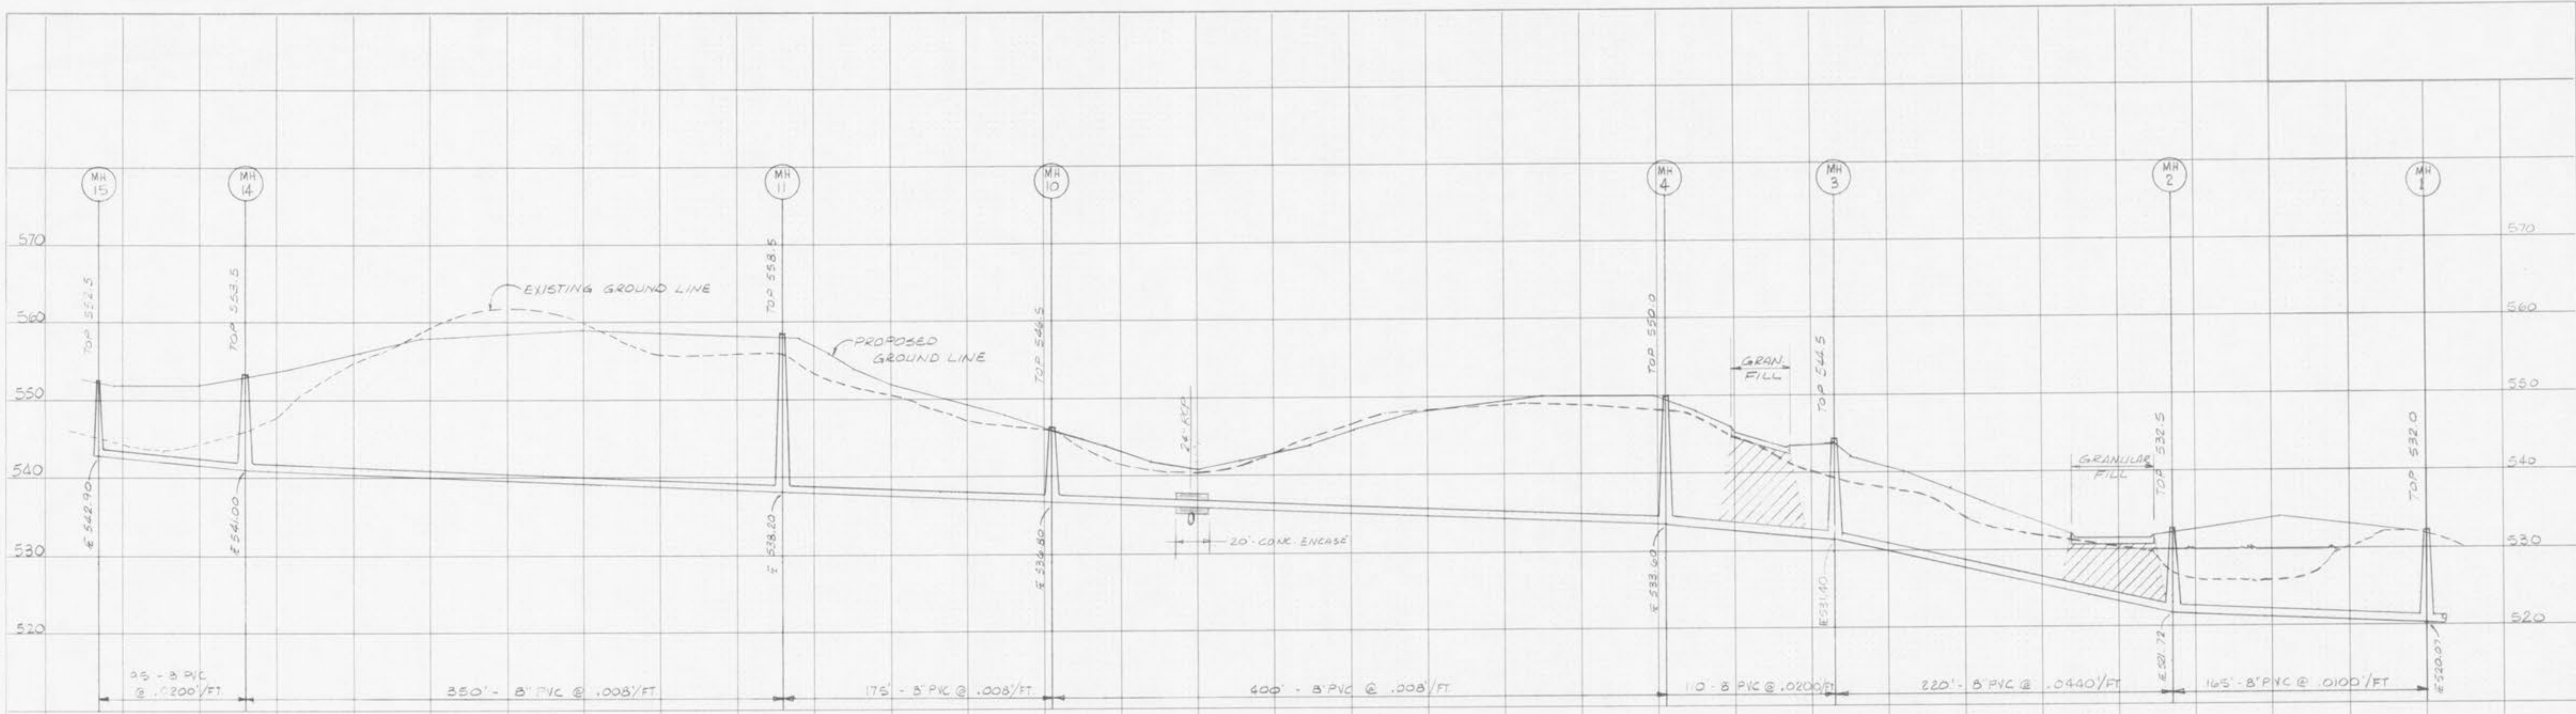 MH
15
MH
14
MH
11
MH
10
MH
4
MH
3
MH
2
MH
1
570
560
550
540
530
520
570
560
550
540
530
520
TOP 552.5
TOP 553.5
TOP 558.5
TOP 546.5
TOP 550.0
TOP 544.5
TOP 532.5
TOP 532.0
EXISTING GROUND LINE
PROPOSED
GROUND LINE
24" RCP
20' CONC. ENCASE
GRAN.
FILL
GRANULAR
FILL
542.90
541.00
538.20
536.80
533.60
531.40
521.72
520.07
95' - 8" PVC
@ .0200'/FT.
350' - 8" PVC @ .008'/FT.
175' - 8" PVC @ .008'/FT.
400' - 8" PVC @ .008'/FT.
110' - 8" PVC @ .0200'/FT
220' - 8" PVC @ .0440'/FT
165' - 8" PVC @ .0100'/FT